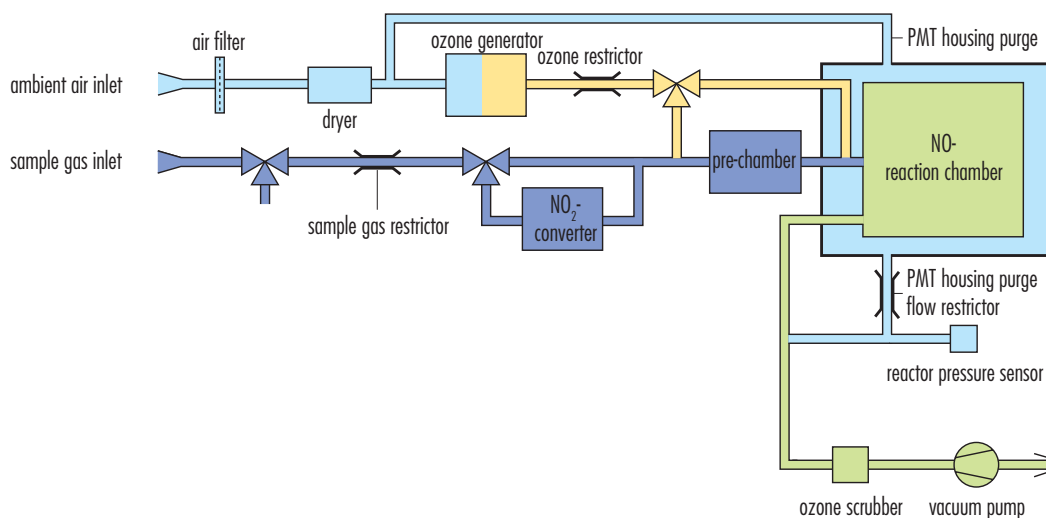 PMT housing purge
air filter
ozone generator
ozone restrictor
ambient air inlet
dryer
sample gas inlet
pre-chamber
NO-
reaction chamber
sample gas restrictor
NO₂-
converter
PMT housing purge
flow restrictor
reactor pressure sensor
ozone scrubber
vacuum pump